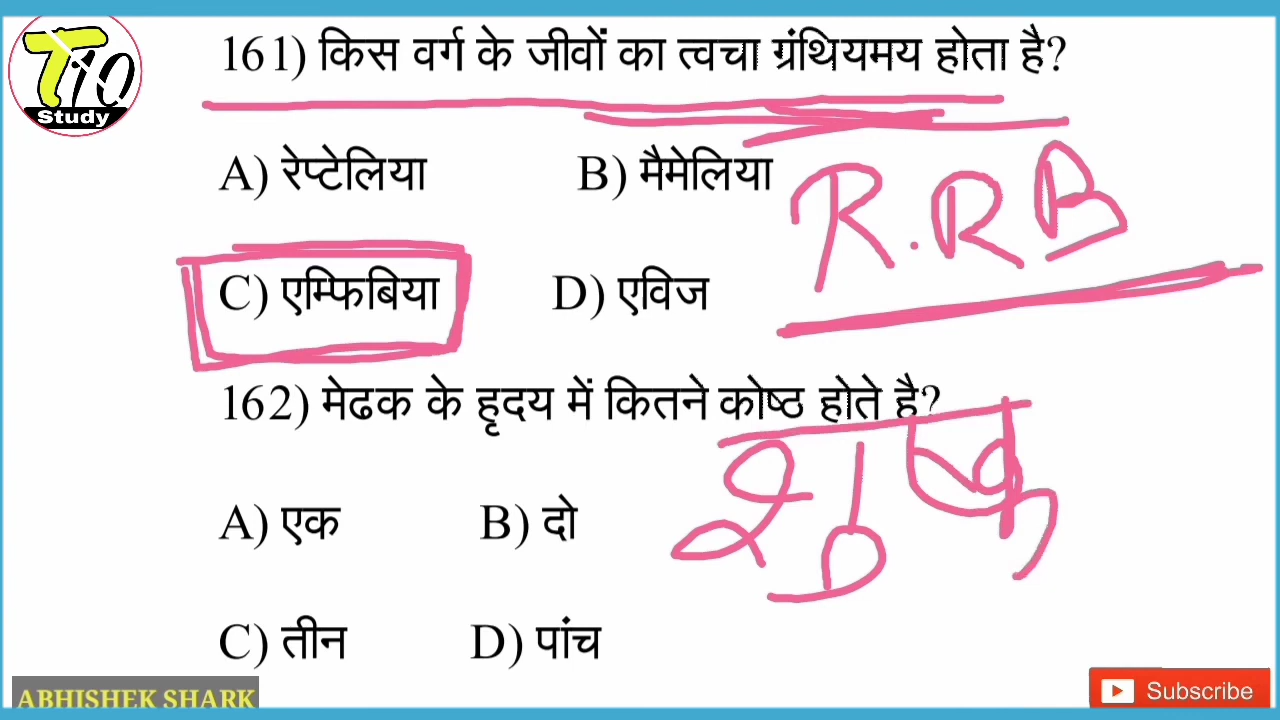 TiO
Study
161) किस वर्ग के जीवों का त्वचा ग्रंथियमय होता है?
A) रेप्टेलिया B) मैमेलिया
R.RB
C) एम्फिबिया D) एविज
162) मेढक के हृदय में कितने कोष्ठ होते है?
A) एक B) दो
C) तीन D) पांच
ABHISHEK SHARK
Subscribe